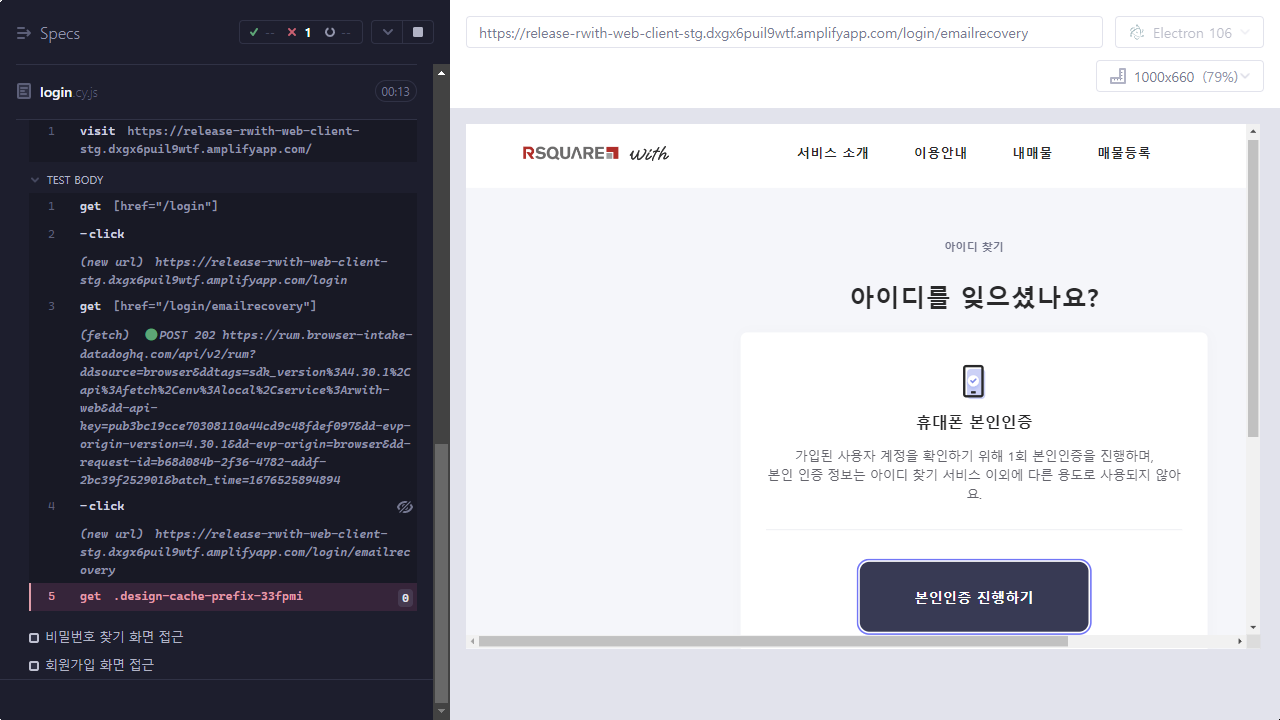 Specs
-- 1 --
login.cy.js
00:13
1 visit https://release-rwith-web-client-
stg.dxgx6puil9wtf.amplifyapp.com/
TEST BODY
1 get [href="/login"]
2 -click
(new url) https://release-rwith-web-client-
stg.dxgx6puil9wtf.amplifyapp.com/login
3 get [href="/login/emailrecovery"]
(fetch) POST 202 https://rum.browser-intake-
datadoghq.com/api/v2/rum?
ddsource=browser&ddtags=sdk_version%3A4.30.1%2C
api%3Afetch%2Cenv%3Alocal%2Cservice%3Arwith-
web&dd-api-
key=pub3bc19cce70308110a44cd9c48fdef097&dd-evp-
origin-version=4.30.1&dd-evp-origin=browser&dd-
request-id=b68d084b-2f36-4782-addf-
2bc39f252901&batch_time=1676525894894
4 -click
(new url) https://release-rwith-web-client-
stg.dxgx6puil9wtf.amplifyapp.com/login/emailrec
overy
5 get .design-cache-prefix-33fpmi 0
비밀번호 찾기 화면 접근
회원가입 화면 접근
https://release-rwith-web-client-stg.dxgx6puil9wtf.amplifyapp.com/login/emailrecovery
Electron 106
1000x660 (79%)
RSQUARE with
서비스 소개 이용안내 내매물 매물등록
아이디 찾기
아이디를 잊으셨나요?
휴대폰 본인인증
가입된 사용자 계정을 확인하기 위해 1회 본인인증을 진행하며,
본인 인증 정보는 아이디 찾기 서비스 이외에 다른 용도로 사용되지 않아
요.
본인인증 진행하기